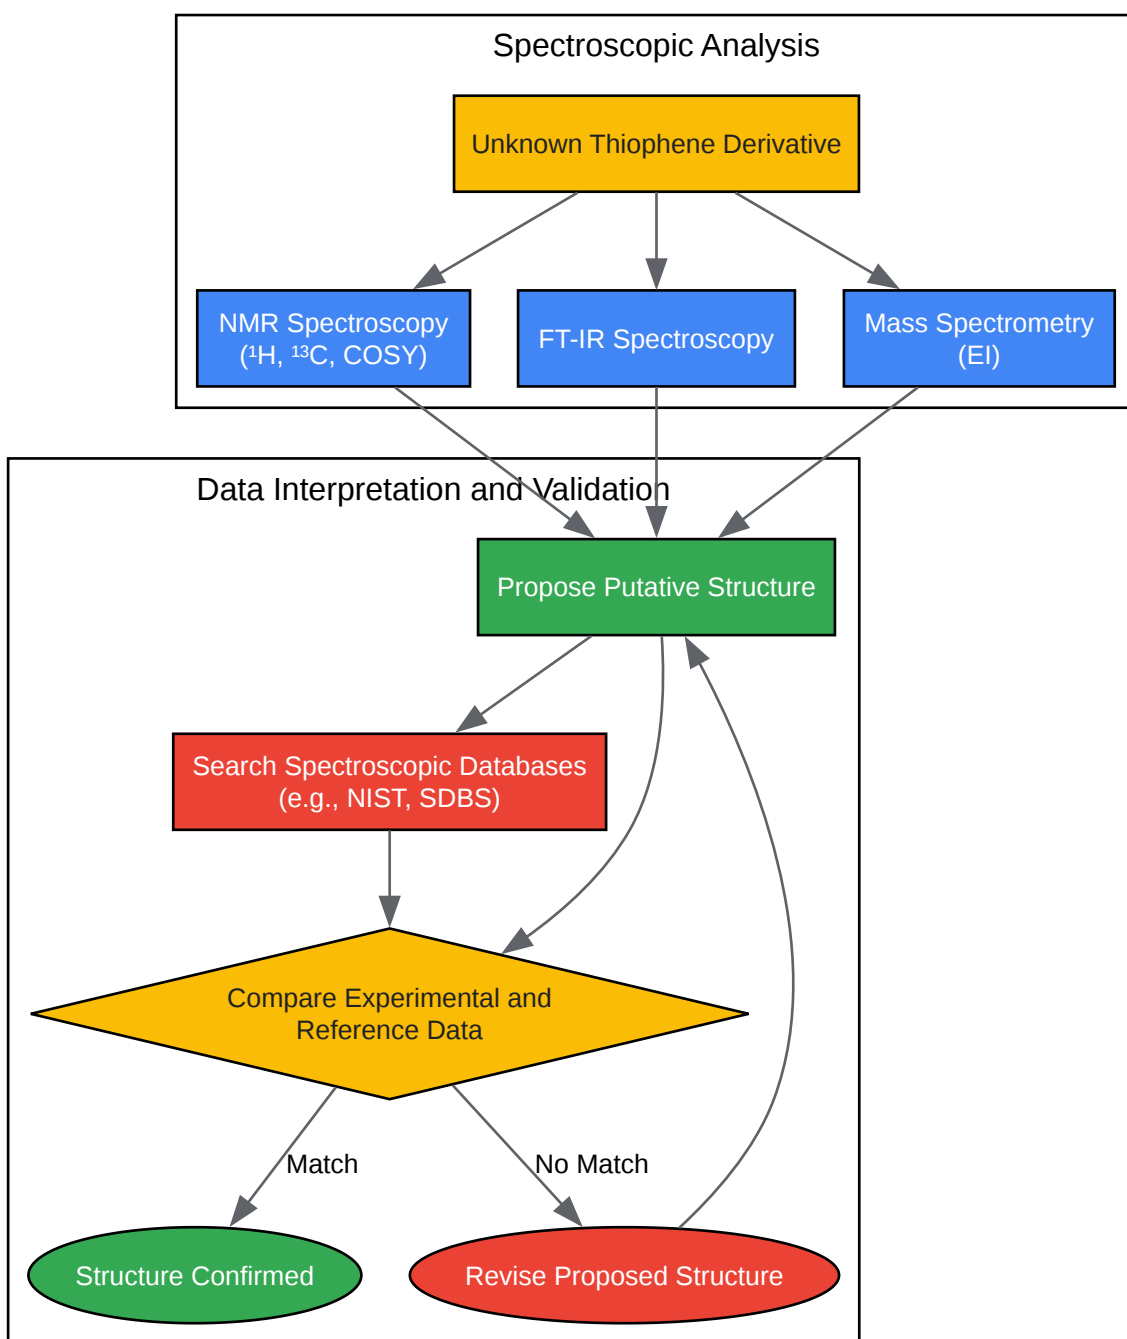 Spectroscopic Analysis
Unknown Thiophene Derivative
NMR Spectroscopy
(¹H, ¹³C, COSY)
FT-IR Spectroscopy
Mass Spectrometry
(EI)
Data Interpretation and Validation
Propose Putative Structure
Search Spectroscopic Databases
(e.g., NIST, SDBS)
Compare Experimental and
Reference Data
Match
No Match
Structure Confirmed
Revise Proposed Structure